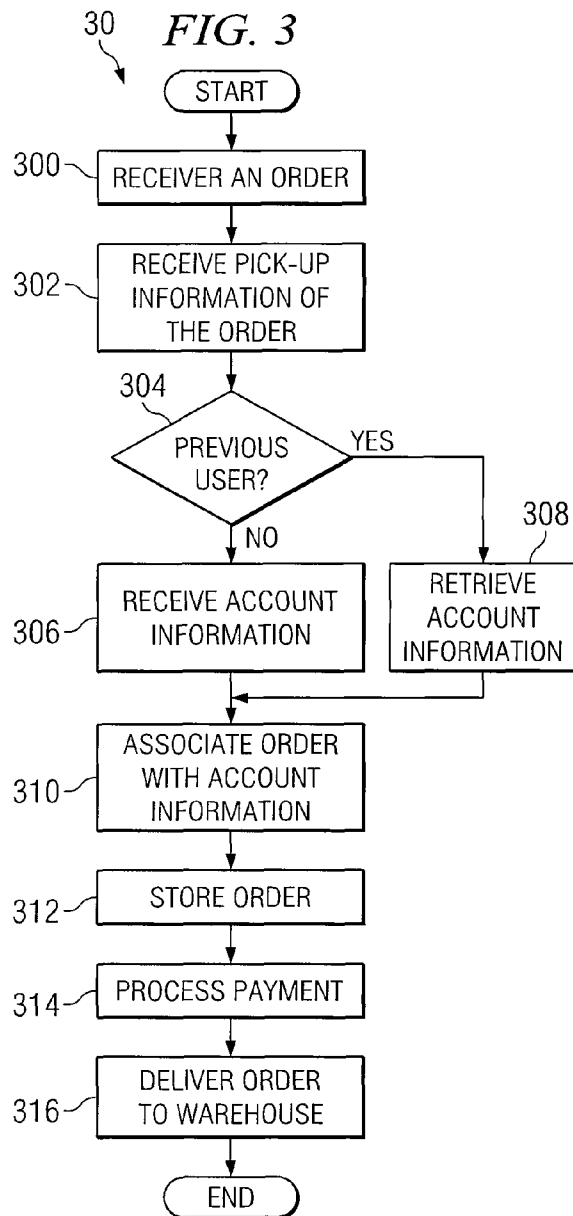 FIG. 3
30
START
300
RECEIVER AN ORDER
302
RECEIVE PICK-UP
INFORMATION OF
THE ORDER
304
PREVIOUS
USER?
YES
NO
308
306
RECEIVE ACCOUNT
INFORMATION
RETRIEVE
ACCOUNT
INFORMATION
310
ASSOCIATE ORDER
WITH ACCOUNT
INFORMATION
312
STORE ORDER
314
PROCESS PAYMENT
316
DELIVER ORDER
TO WAREHOUSE
END